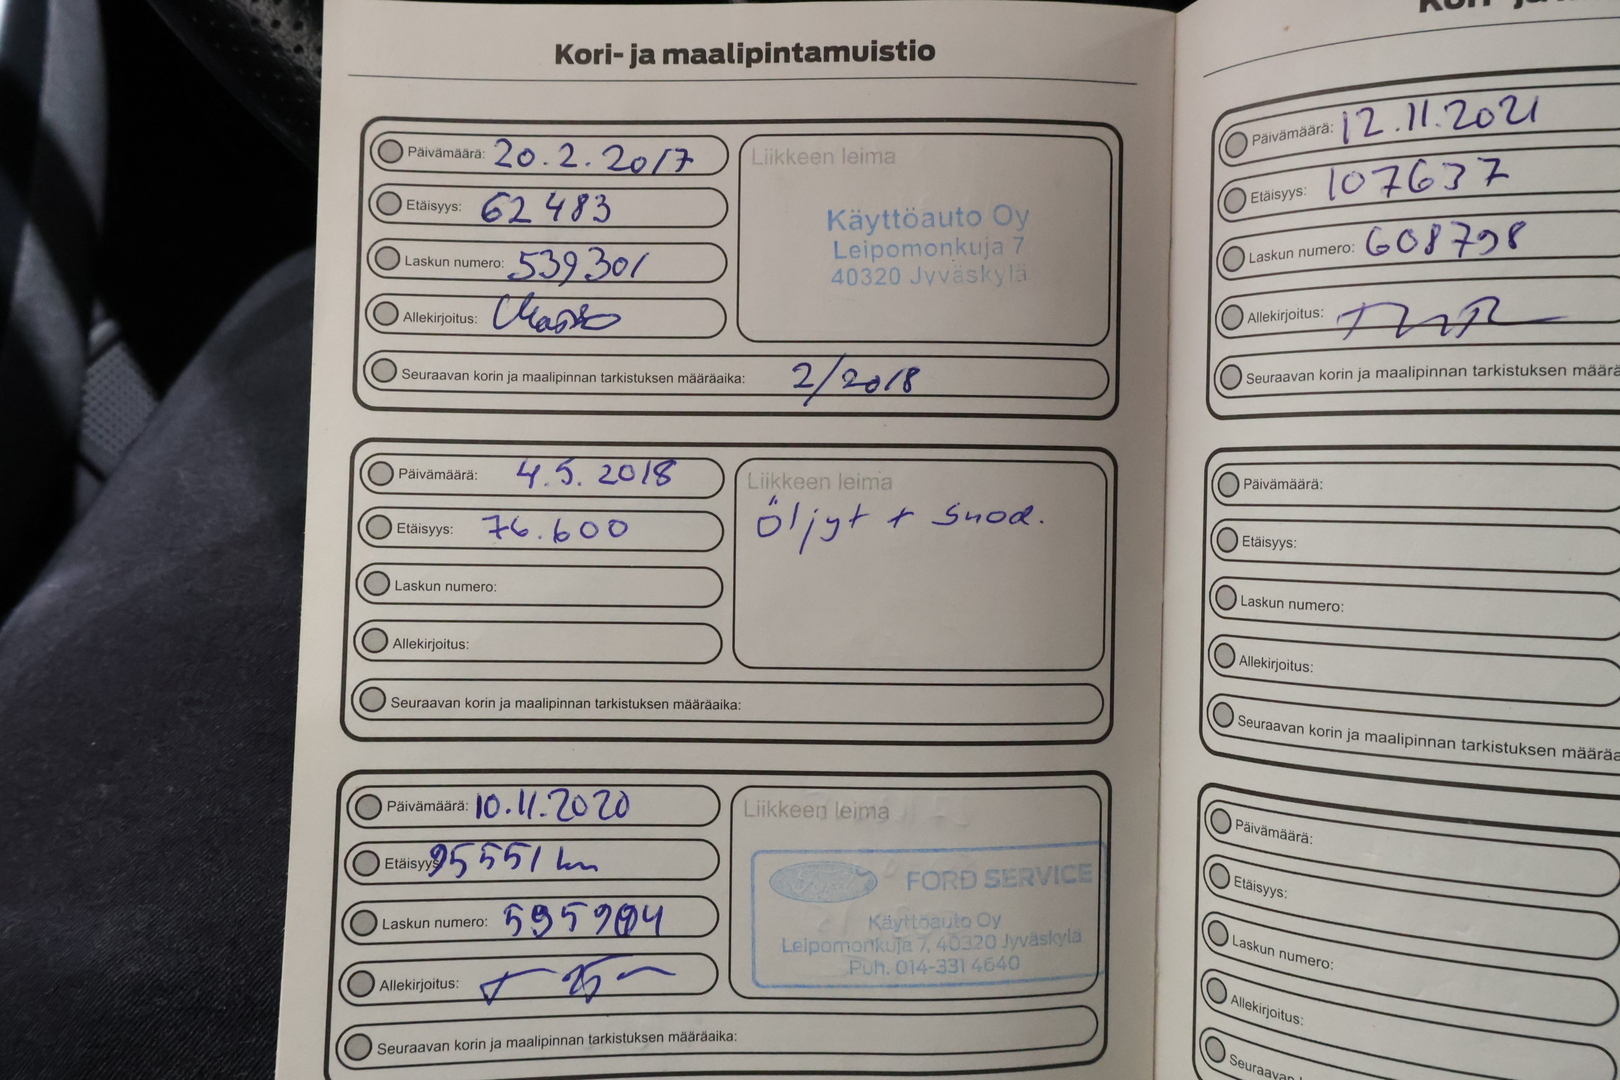 Kori- ja maalipintamuistio
Päivämäärä: 20.2.2017
Etäisyys: 62483
Laskun numero: 539301
Allekirjoitus:
Liikkeen leima
Käyttöauto Oy
Leipomonkuja 7
40320 Jyväskylä
Seuraavan korin ja maalipinnan tarkistuksen määräaika: 2/2018
Päivämäärä: 4.5.2018
Etäisyys: 76.600
Laskun numero:
Allekirjoitus:
Liikkeen leima
Öljyt + Suod.
Seuraavan korin ja maalipinnan tarkistuksen määräaika:
Päivämäärä: 10.11.2020
Etäisyys 95551 km
Laskun numero:
Allekirjoitus:
Liikkeen leima
Ford
FORD SERVICE
Käyttöauto Oy
Leipomonkuja 7, 40320 Jyväskylä
Puh. 014-331 4640
Seuraavan korin ja maalipinnan tarkistuksen määräaika:
Päivämäärä: 12.11.2021
Etäisyys: 107637
Laskun numero: 608798
Allekirjoitus:
Seuraavan korin ja maalipinnan tarkistuksen määrä
Päivämäärä:
Etäisyys:
Laskun numero:
Allekirjoitus:
Seuraavan korin ja maalipinnan tarkistuksen määräa
Päivämäärä:
Etäisyys:
Laskun numero:
Allekirjoitus:
Seuraavan